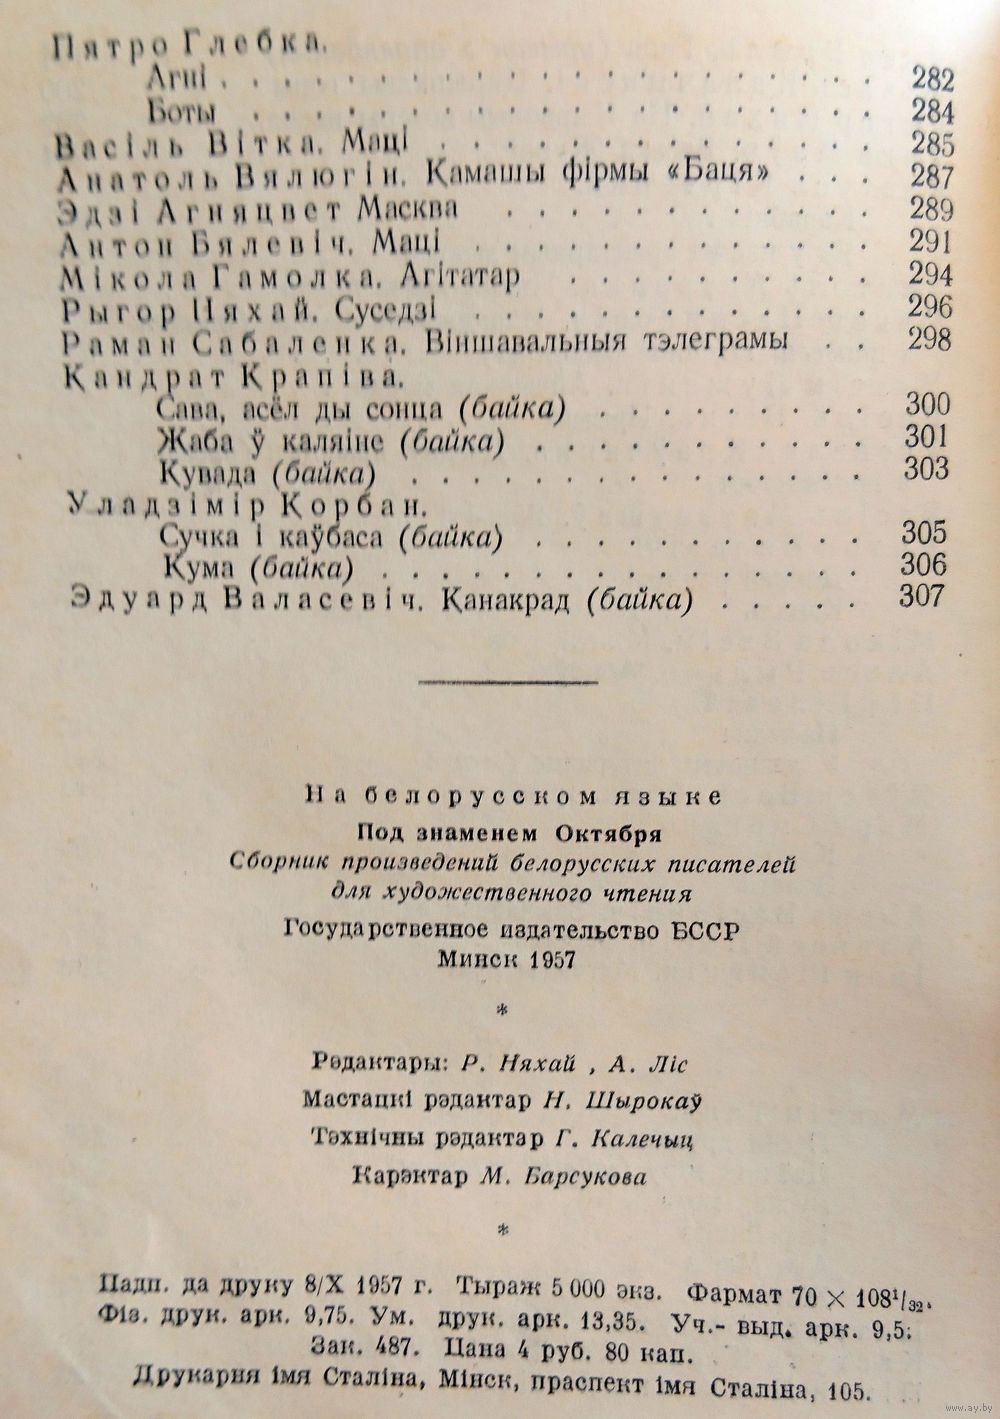 Пятро Глебка.
Агні . . . . . . . . . . . . . . . . . . . . . 282
Боты . . . . . . . . . . . . . . . . . . . . 284
Васіль Вітка. Маці . . . . . . . . . . . . . . 285
Анатоль Вялюгін. Камашы фірмы «Баця» . . . 287
Эдзі Агняцвет Масква . . . . . . . . . . . . 289
Антон Бялевіч. Маці . . . . . . . . . . . . . 291
Мікола Гамолка. Агітатар . . . . . . . . . . 294
Рыгор Няхай. Суседзі . . . . . . . . . . . . . 296
Раман Сабаленка. Віншавальныя тэлеграмы . . 298
Кандрат Крапіва.
Сава, асёл ды сонца (байка) . . . . . . . . . 300
Жаба ў каляіне (байка) . . . . . . . . . . . 301
Кувада (байка) . . . . . . . . . . . . . . . 303
Уладзімір Корбан.
Сучка і каўбаса (байка) . . . . . . . . . . . 305
Кума (байка) . . . . . . . . . . . . . . . . 306
Эдуард Валасевіч. Канакрад (байка) . . . . . 307
На белорусском языке
Под знаменем Октября
Сборник произведений белорусских писателей
для художественного чтения
Государственное издательство БССР
Минск 1957
*
Рэдактары: Р. Няхай , А. Ліс
Мастацкі рэдактар Н. Шырокаў
Тэхнічны рэдактар Г. Калечыц
Карэктар М. Барсукова
*
Падп. да друку 8/X 1957 г. Тыраж 5 000 экз. Фармат 70 × 108¹/₃₂.
Фіз. друк. арк. 9,75. Ум. друк. арк. 13,35. Уч.- выд. арк. 9,5.
Зак. 487. Цана 4 руб. 80 кап.
Друкарня імя Сталіна, Мінск, праспект імя Сталіна, 105.
www.ay.by